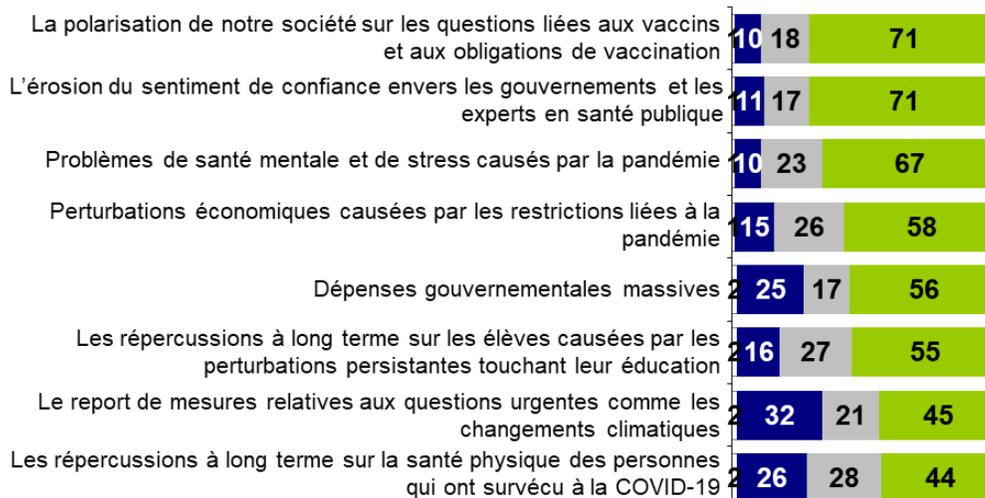 La polarisation de notre société sur les questions liées aux vaccins
et aux obligations de vaccination 1 10 18 71
L'érosion du sentiment de confiance envers les gouvernements et les
experts en santé publique 1 11 17 71
Problèmes de santé mentale et de stress causés par la pandémie 1 10 23 67
Perturbations économiques causées par les restrictions liées à la
pandémie 1 15 26 58
Dépenses gouvernementales massives 2 25 17 56
Les répercussions à long terme sur les élèves causées par les
perturbations persistantes touchant leur éducation 2 16 27 55
Le report de mesures relatives aux questions urgentes comme les
changements climatiques 2 32 21 45
Les répercussions à long terme sur la santé physique des personnes
qui ont survécu à la COVID-19 2 26 28 44